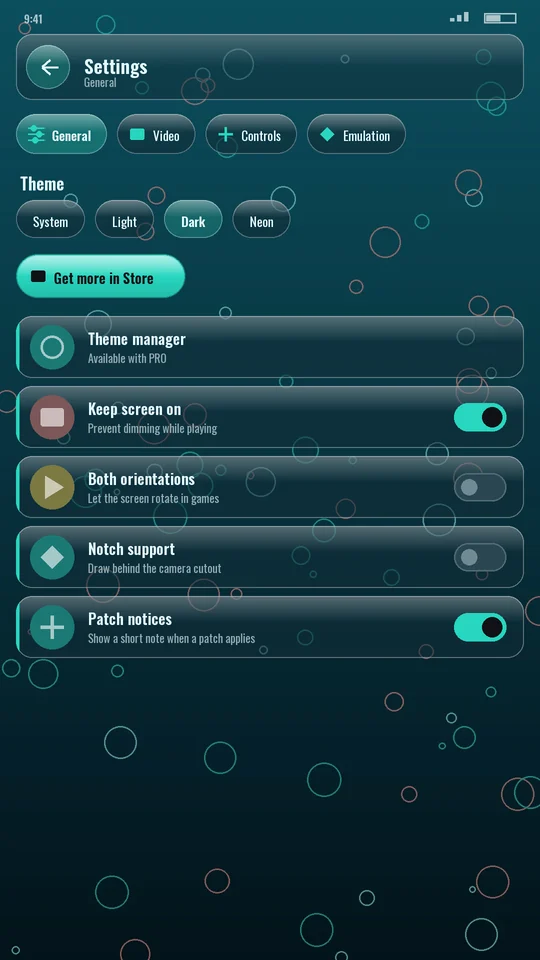 9:41
Settings
General
General
Video
Controls
Emulation
Theme
System
Light
Dark
Neon
Get more in Store
Theme manager
Available with PRO
Keep screen on
Prevent dimming while playing
Both orientations
Let the screen rotate in games
Notch support
Draw behind the camera cutout
Patch notices
Show a short note when a patch applies